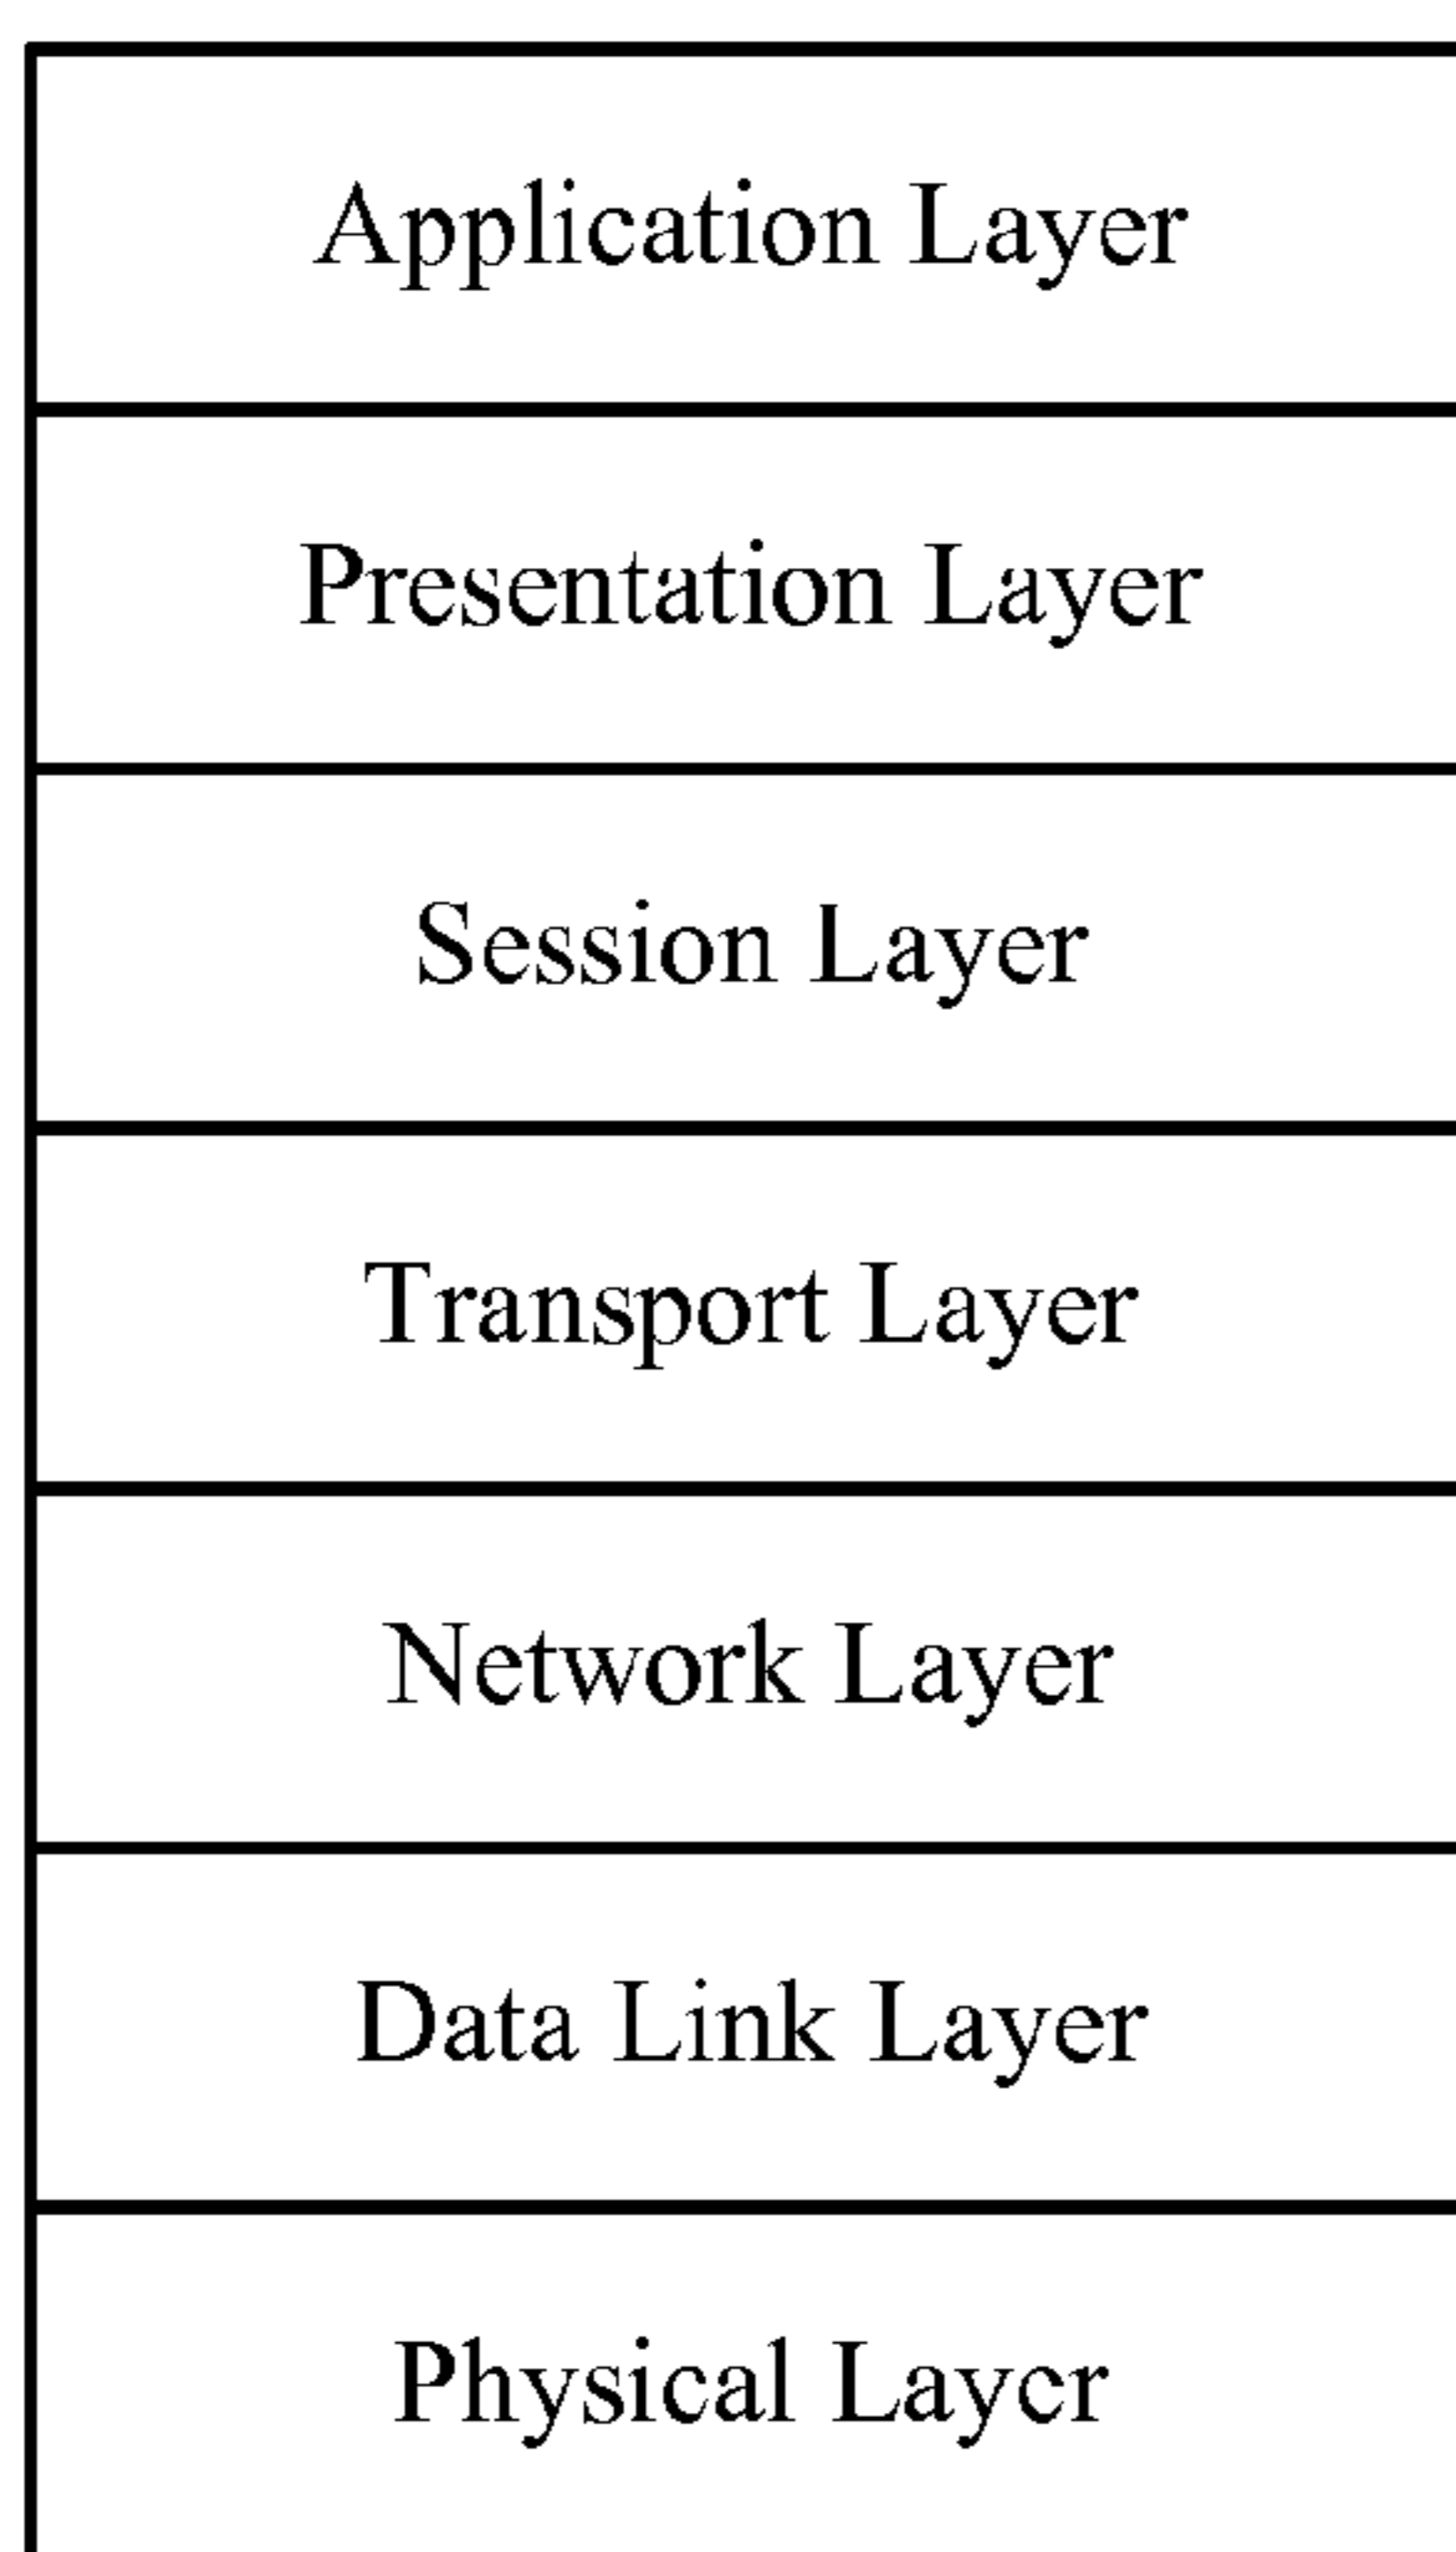 Application Layer
Presentation Layer
Session Layer
Transport Layer
Network Layer
Data Link Layer
Physical Layer